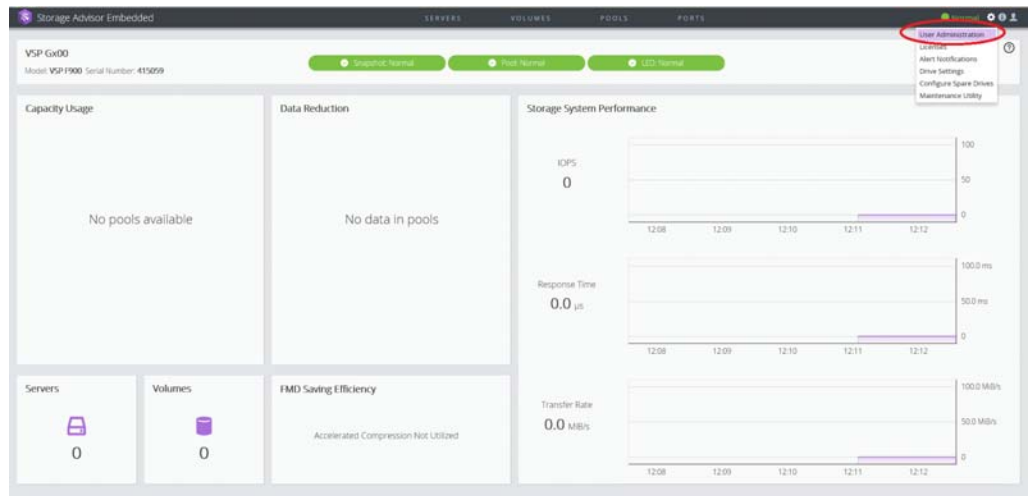 Storage Advisor Embedded
SERVERS VOLUMES POOLS PORTS
Normal
User Administration
Licenses
Alert Notifications
Drive Settings
Configure Spare Drives
Maintenance Utility
VSP Gx00
Model: VSP F900 Serial Number: 415059
Snapshot: Normal
Pool: Normal
LED: Normal
Capacity Usage
No pools available
Data Reduction
No data in pools
Storage System Performance
IOPS
0
100
50
0
12:08 12:09 12:10 12:11 12:12
Response Time
0.0 µs
100.0 ms
50.0 ms
0
12:08 12:09 12:10 12:11 12:12
Transfer Rate
0.0 MiB/s
100.0 MiB/s
50.0 MiB/s
0
12:08 12:09 12:10 12:11 12:12
Servers
0
Volumes
0
FMD Saving Efficiency
Accelerated Compression Not Utilized